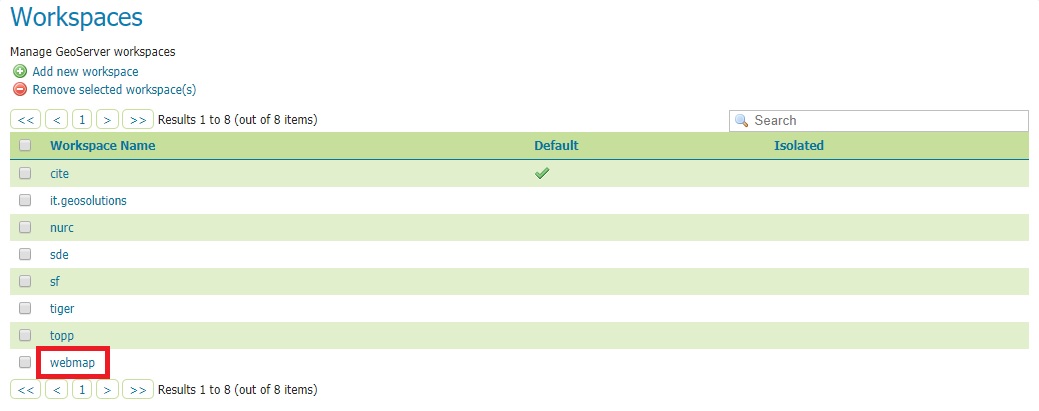 Workspaces
Manage GeoServer workspaces
Add new workspace
Remove selected workspace(s)
<< < 1 > >> Results 1 to 8 (out of 8 items) Search
Workspace Name Default Isolated
cite
it.geosolutions
nurc
sde
sf
tiger
topp
webmap
<< < 1 > >> Results 1 to 8 (out of 8 items)